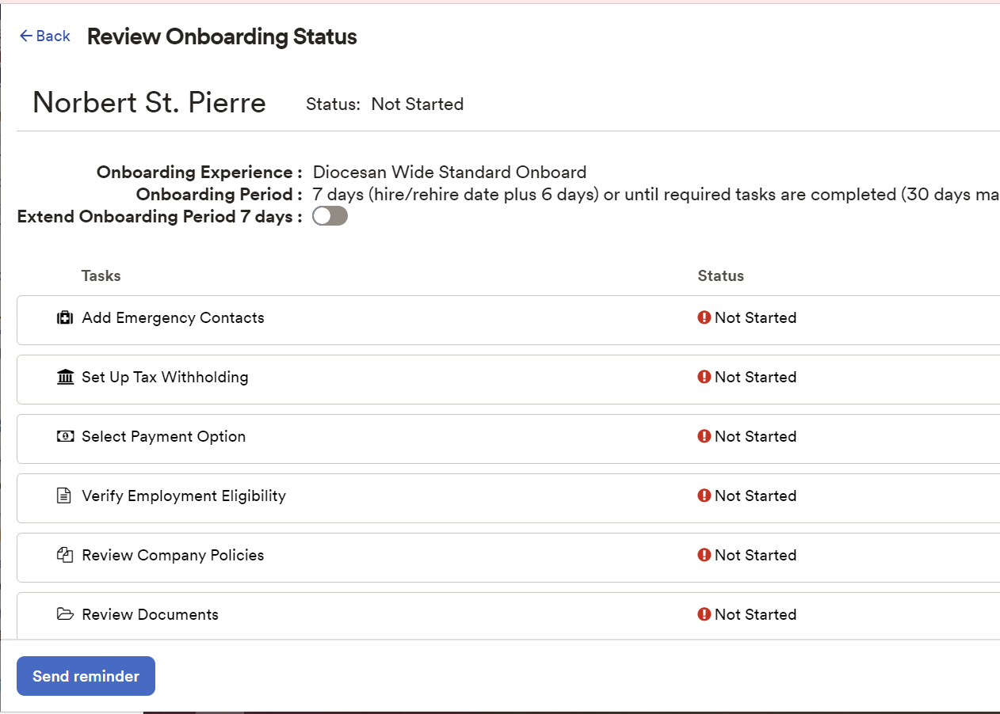 Back Review Onboarding Status
Norbert St. Pierre Status: Not Started
Onboarding Experience : Diocesan Wide Standard Onboard
Onboarding Period : 7 days (hire/rehire date plus 6 days) or until required tasks are completed (30 days ma
Extend Onboarding Period 7 days :
Tasks Status
Add Emergency Contacts Not Started
Set Up Tax Withholding Not Started
Select Payment Option Not Started
Verify Employment Eligibility Not Started
Review Company Policies Not Started
Review Documents Not Started
Send reminder